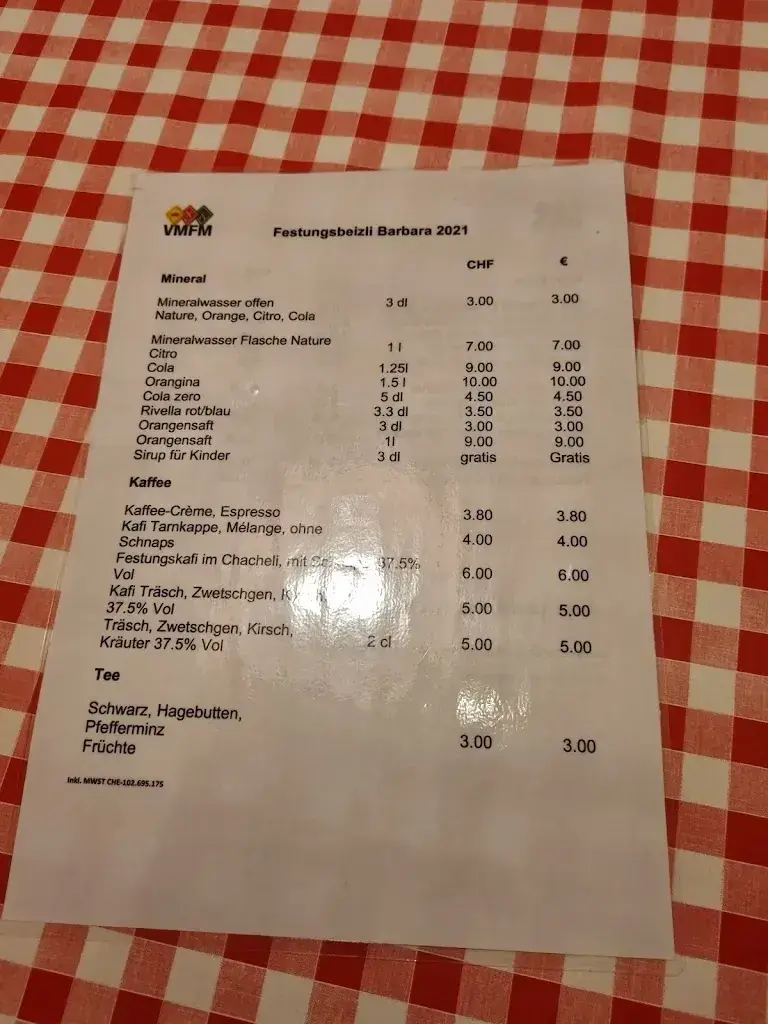 VMFM
Festungsbeizli Barbara 2021
CHF €
Mineral
Mineralwasser offen 3 dl 3.00 3.00
Nature, Orange, Citro, Cola
Mineralwasser Flasche Nature
Citro 1 l 7.00 7.00
Cola 1.25l 9.00 9.00
Orangina 1.5 l 10.00 10.00
Cola zero 5 dl 4.50 4.50
Rivella rot/blau 3.3 dl 3.50 3.50
Orangensaft 3 dl 3.00 3.00
Orangensaft 1l 9.00 9.00
Sirup für Kinder 3 dl gratis Gratis
Kaffee
Kaffee-Crème, Espresso 3.80 3.80
Kafi Tarnkappe, Mélange, ohne
Schnaps 4.00 4.00
Festungskafi im Chacheli, mit 37.5%
Vol 6.00 6.00
Kafi Träsch, Zwetschgen,
37.5% Vol 5.00 5.00
Träsch, Zwetschgen, Kirsch,
Kräuter 37.5% Vol 2 cl 5.00 5.00
Tee
Schwarz, Hagebutten,
Pfefferminz
Früchte 3.00 3.00
Inkl. MWST CHE-102.695.175